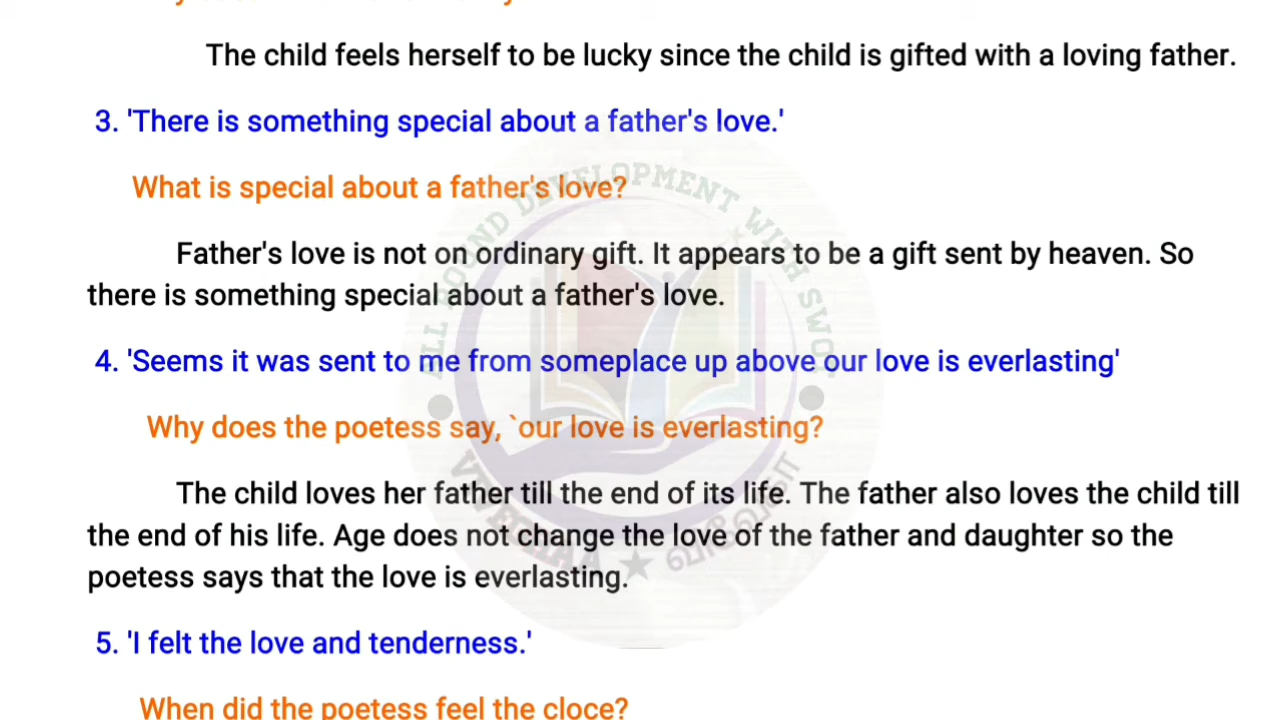 The child feels herself to be lucky since the child is gifted with a loving father.
3. 'There is something special about a father's love.'
What is special about a father's love?
Father's love is not on ordinary gift. It appears to be a gift sent by heaven. So
there is something special about a father's love.
4. 'Seems it was sent to me from someplace up above our love is everlasting'
Why does the poetess say, `our love is everlasting?
The child loves her father till the end of its life. The father also loves the child till
the end of his life. Age does not change the love of the father and daughter so the
poetess says that the love is everlasting.
5. 'I felt the love and tenderness.'
When did the poetess feel the cloce?
ALL ROUND DEVELOPMENT WITH SWOT